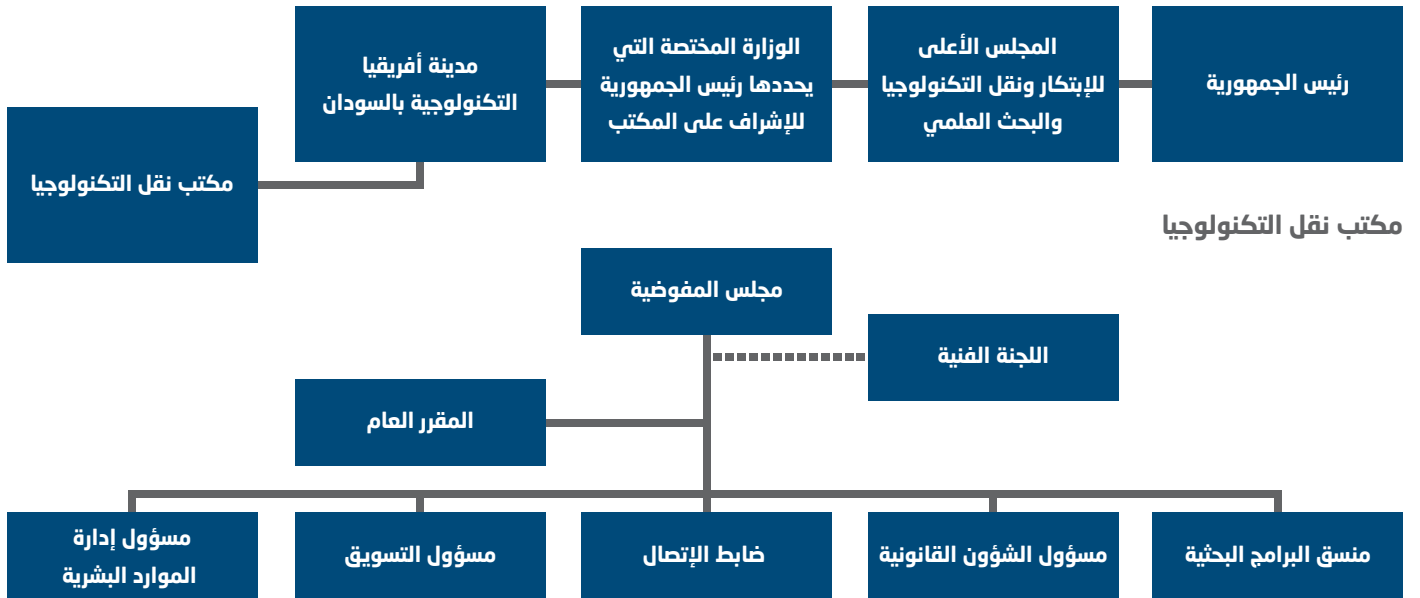 رئيس الجمهورية
المجلس الأعلى
للإبتكار ونقل التكنولوجيا
والبحث العلمي
الوزارة المختصة التي
يحددها رئيس الجمهورية
للإشراف على المكتب
مدينة أفريقيا
التكنولوجية بالسودان
مكتب نقل التكنولوجيا
مكتب نقل التكنولوجيا
مجلس المفوضية
اللجنة الفنية
المقرر العام
منسق البرامج البحثية
مسؤول الشؤون القانونية
ضابط الإتصال
مسؤول التسويق
مسؤول إدارة
الموارد البشرية